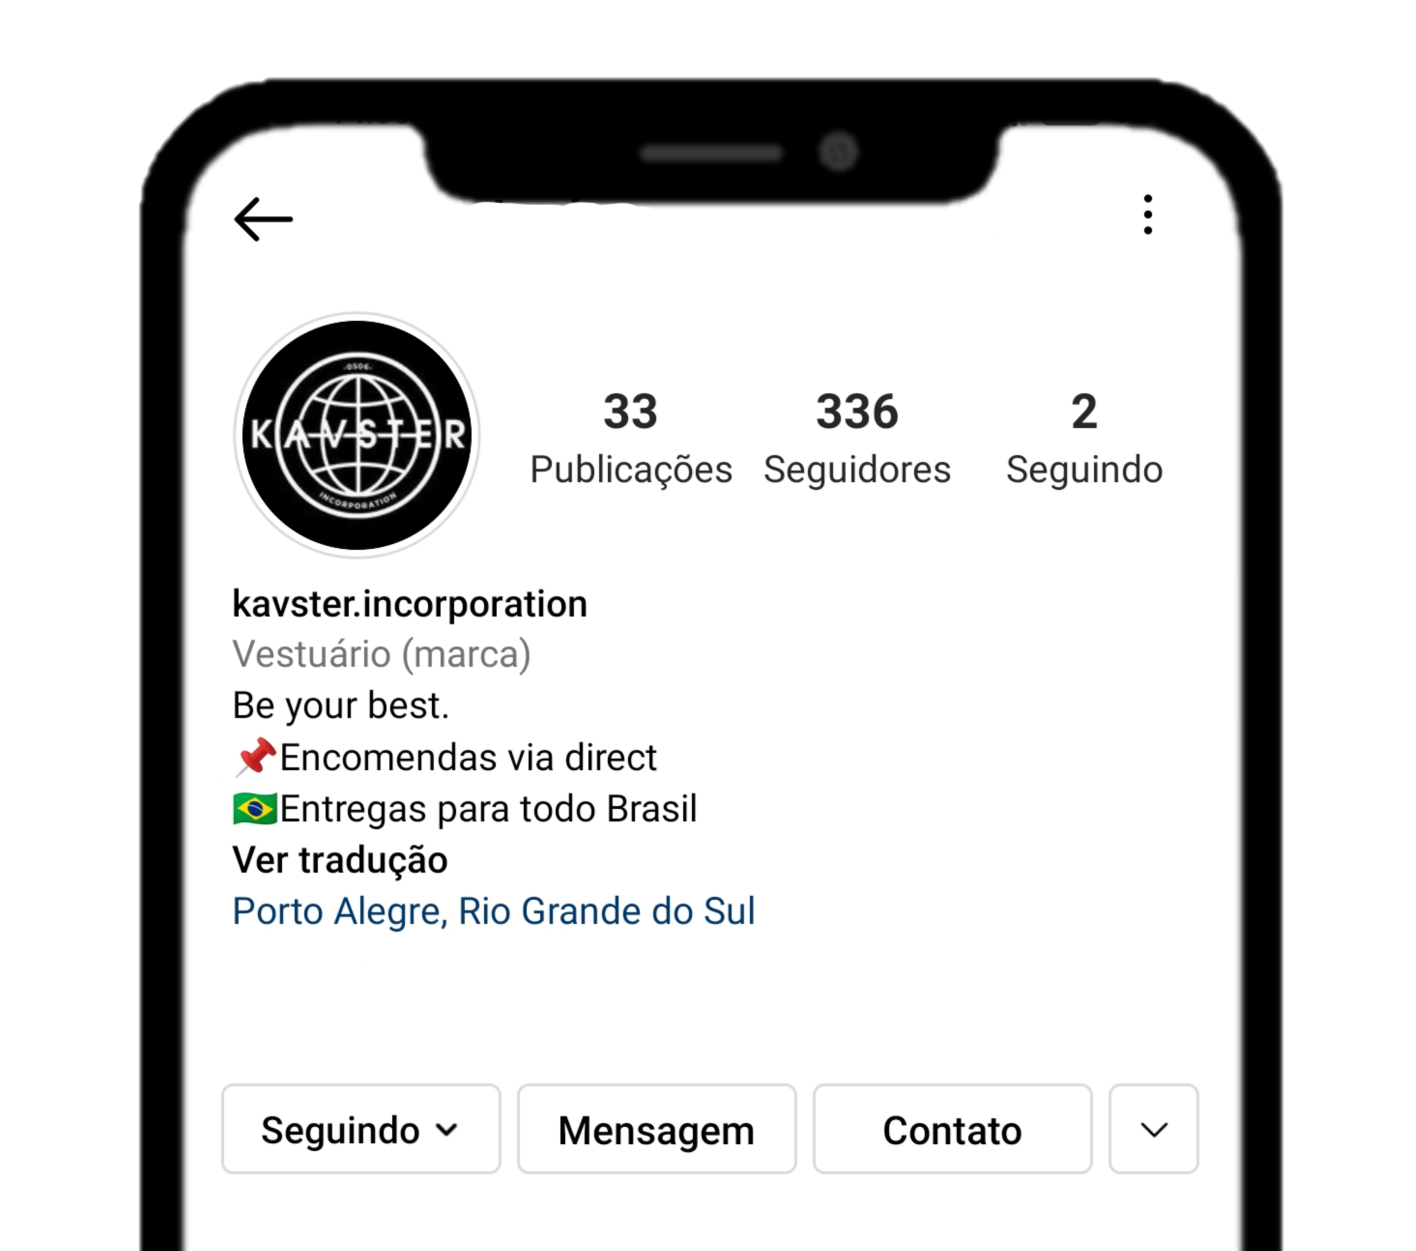 -0506-
KAVSTER
INCORPORATION
33
336
2
Publicações
Seguidores
Seguindo
kavster.incorporation
Vestuário (marca)
Be your best.
📌Encomendas via direct
🇧🇷Entregas para todo Brasil
Ver tradução
Porto Alegre, Rio Grande do Sul
Seguindo
Mensagem
Contato